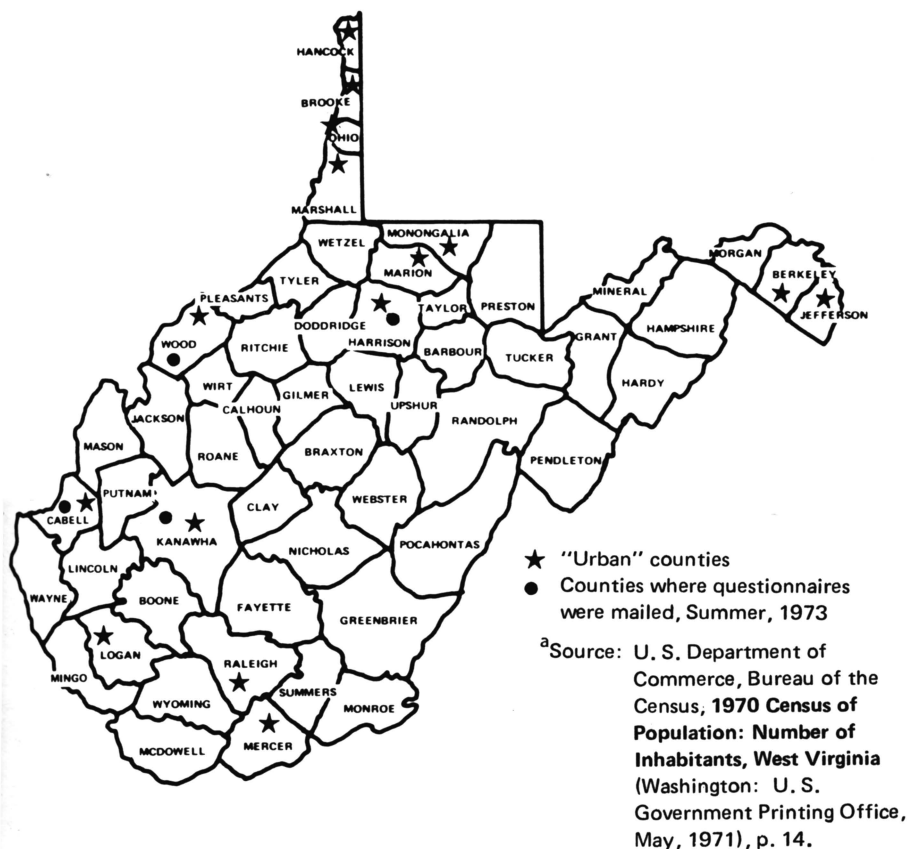 HANCOCK
BROOKE
OHIO
MARSHALL
WETZEL
MONONGALIA
MARION
MORGAN
BERKELEY
JEFFERSON
TYLER
PLEASANTS
DODDRIDGE
HARRISON
TAYLOR
PRESTON
MINERAL
GRANT
HAMPSHIRE
WOOD
RITCHIE
BARBOUR
TUCKER
HARDY
WIRT
CALHOUN
GILMER
LEWIS
UPSHUR
RANDOLPH
JACKSON
MASON
ROANE
BRAXTON
PENDLETON
PUTNAM
CABELL
KANAWHA
CLAY
WEBSTER
NICHOLAS
POCAHONTAS
LINCOLN
WAYNE
BOONE
FAYETTE
GREENBRIER
LOGAN
MINGO
RALEIGH
SUMMERS
WYOMING
MONROE
MCDOWELL
MERCER
★ "Urban" counties
● Counties where questionnaires
were mailed, Summer, 1973
aSource: U. S. Department of
Commerce, Bureau of the
Census, 1970 Census of
Population: Number of
Inhabitants, West Virginia
(Washington: U. S.
Government Printing Office,
May, 1971), p. 14.